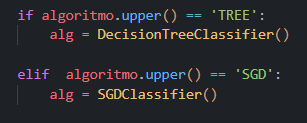 if algoritmo.upper() == 'TREE':
    alg = DecisionTreeClassifier()
elif  algoritmo.upper() == 'SGD':
    alg = SGDClassifier()